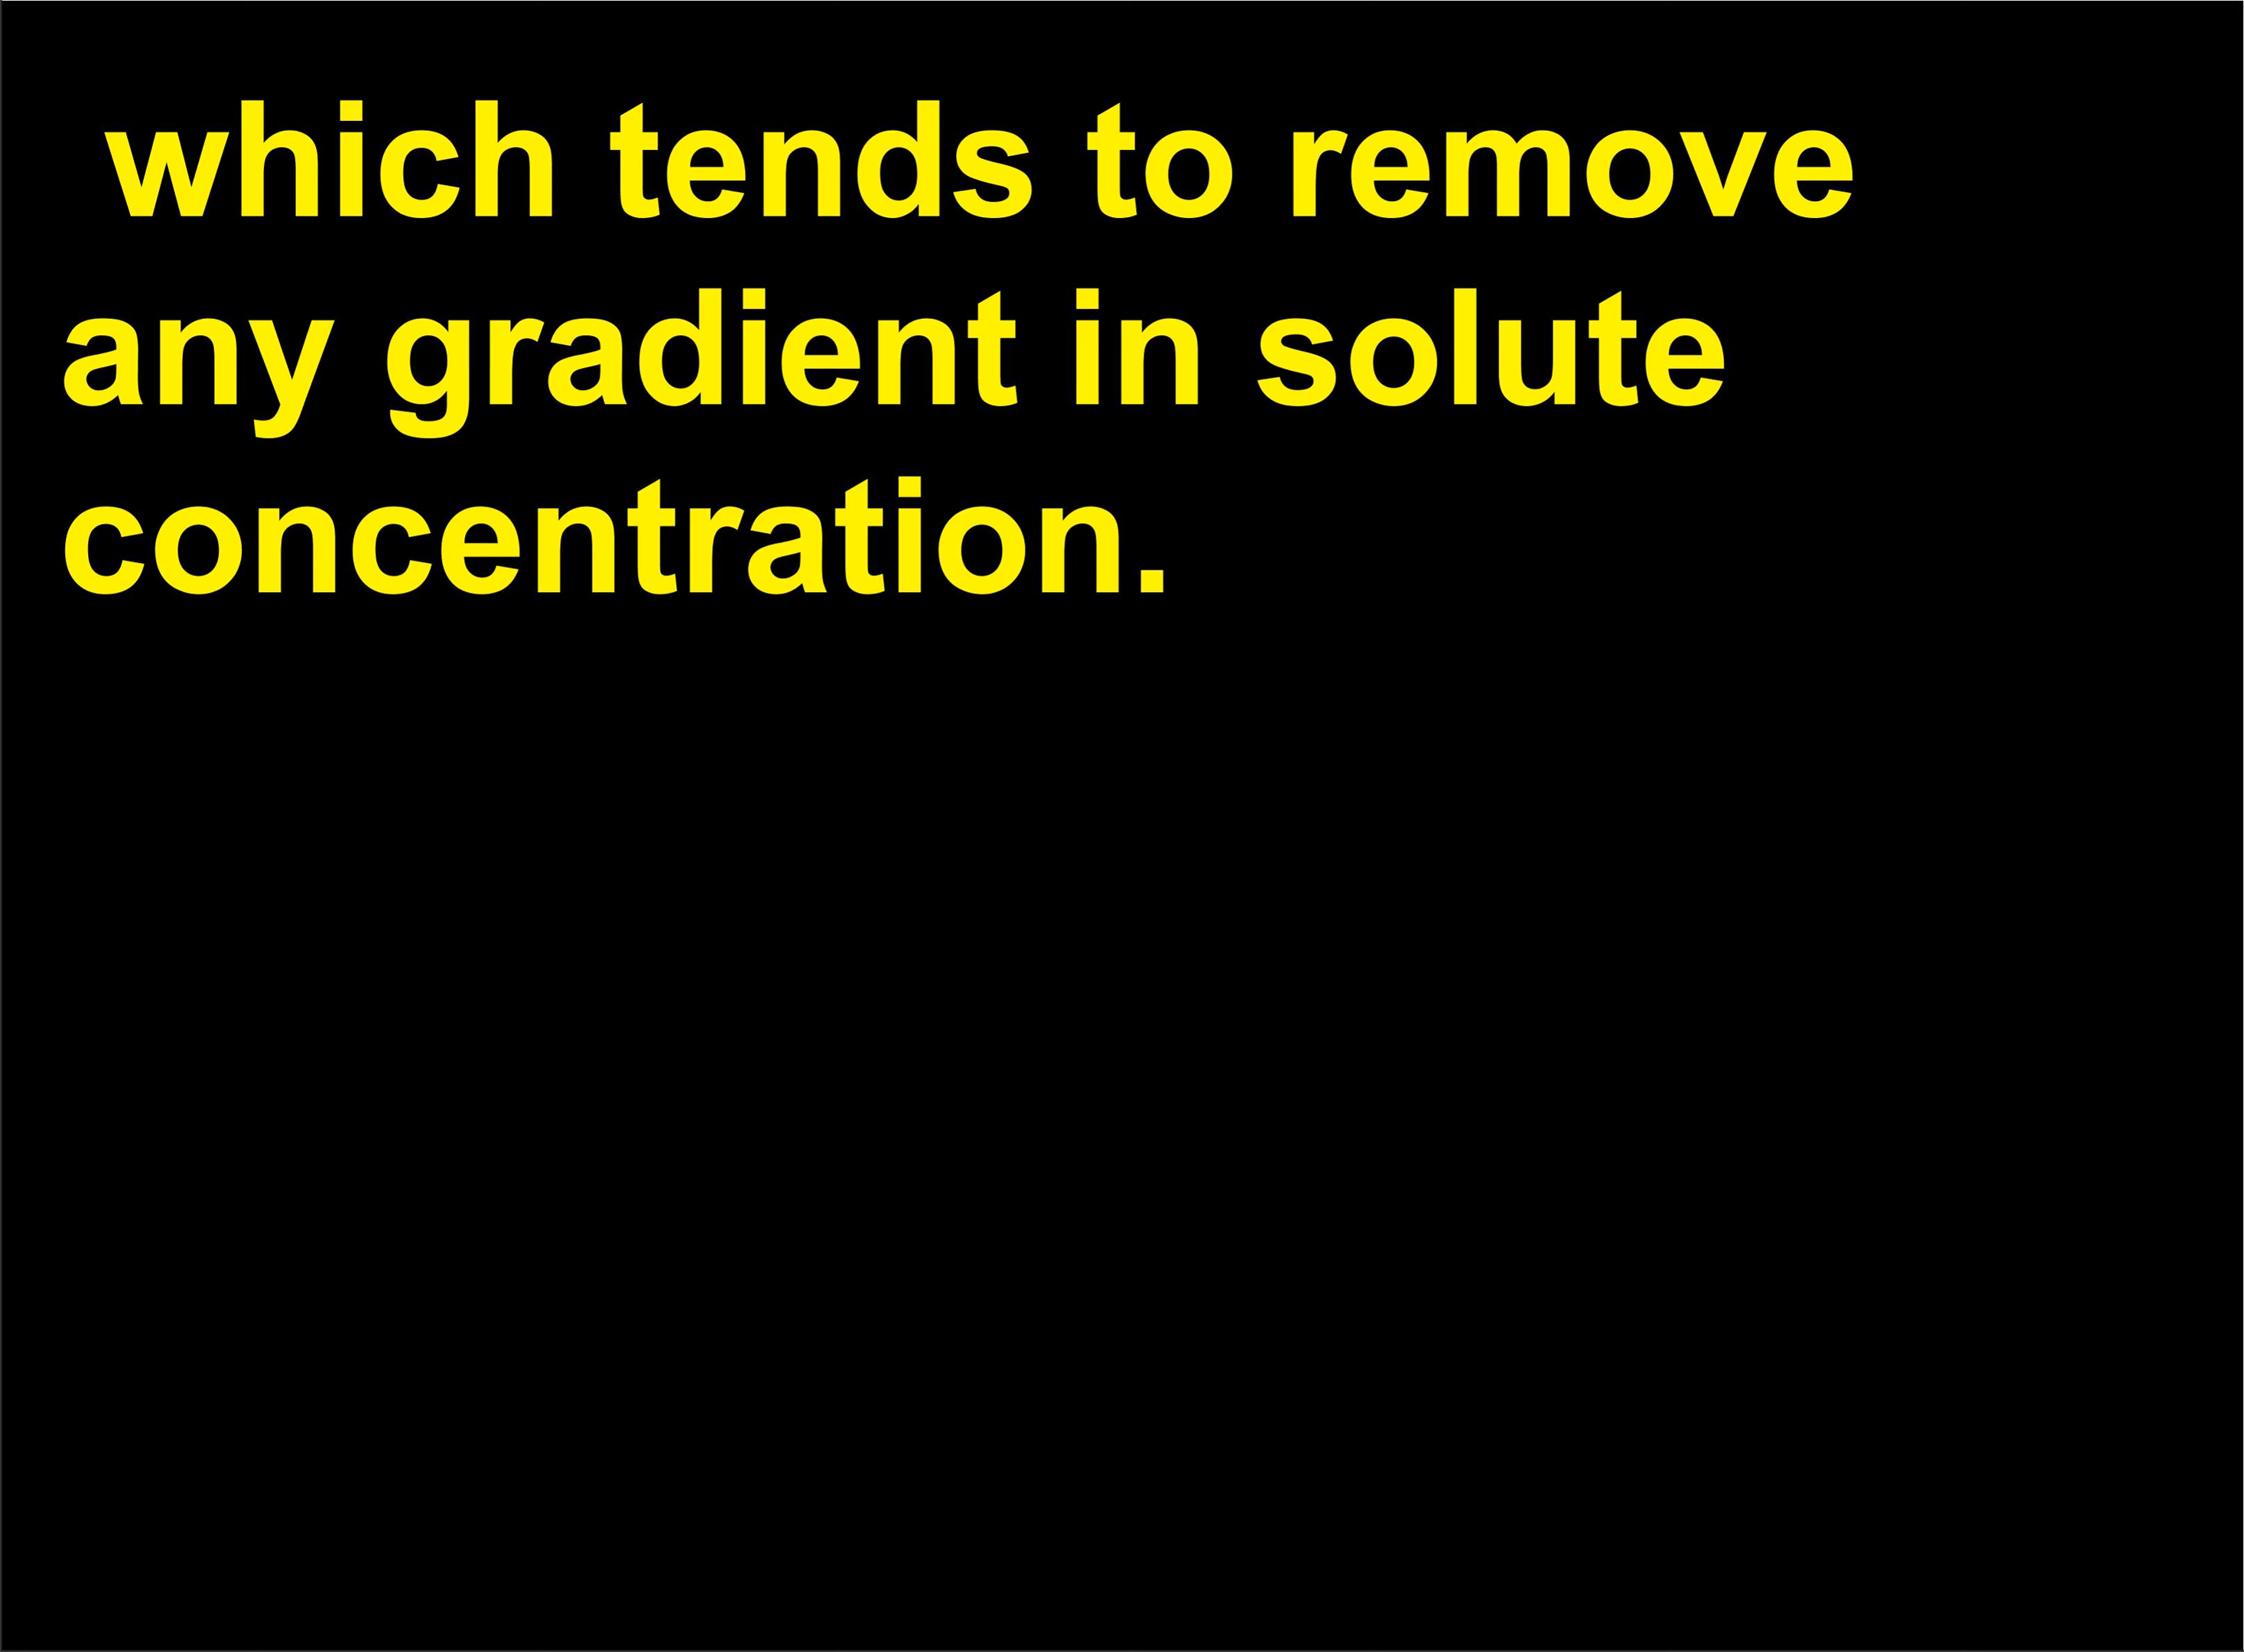 which tends to remove
any gradient in solute
concentration.